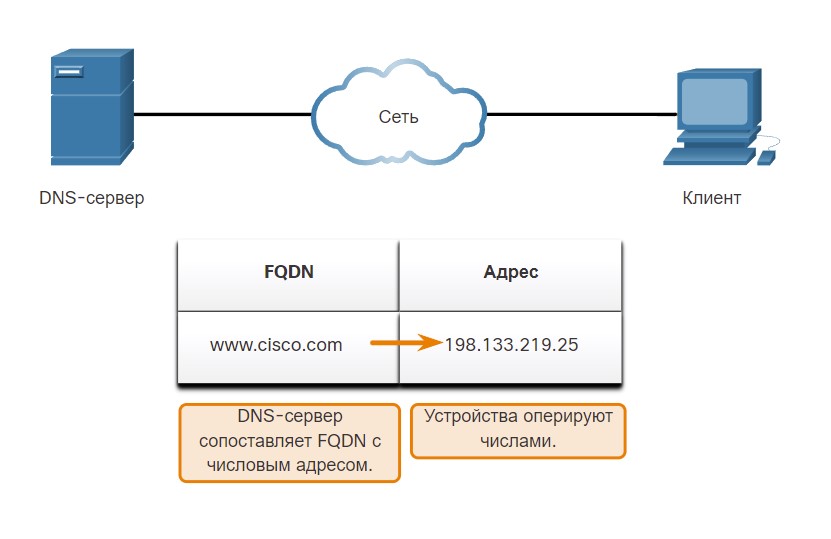 Сеть
DNS-сервер
Клиент
FQDN
Адрес
www.cisco.com
198.133.219.25
DNS-сервер
сопоставляет FQDN с
числовым адресом.
Устройства оперируют
числами.